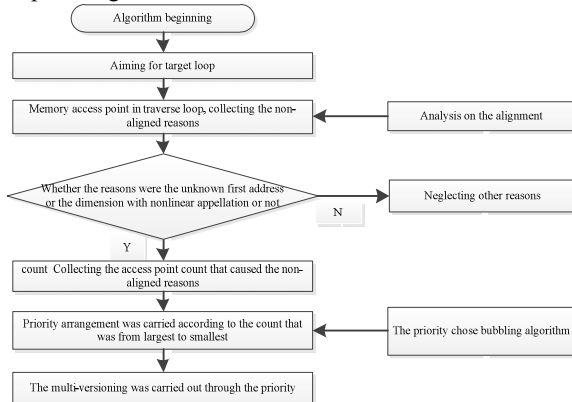 Algorithm beginning
Aiming for target loop
Memory access point in traverse loop, collecting the non-
aligned reasons
Analysis on the alignment
Whether the reasons were the unknown first address
or the dimension with nonlinear appellation or not
Neglecting other reasons
N
Y
count Collecting the access point count that caused the non-
aligned reasons
Priority arrangement was carried according to the count that
was from largest to smallest
The priority chose bubbling algorithm
The multi-versioning was carried out through the priority